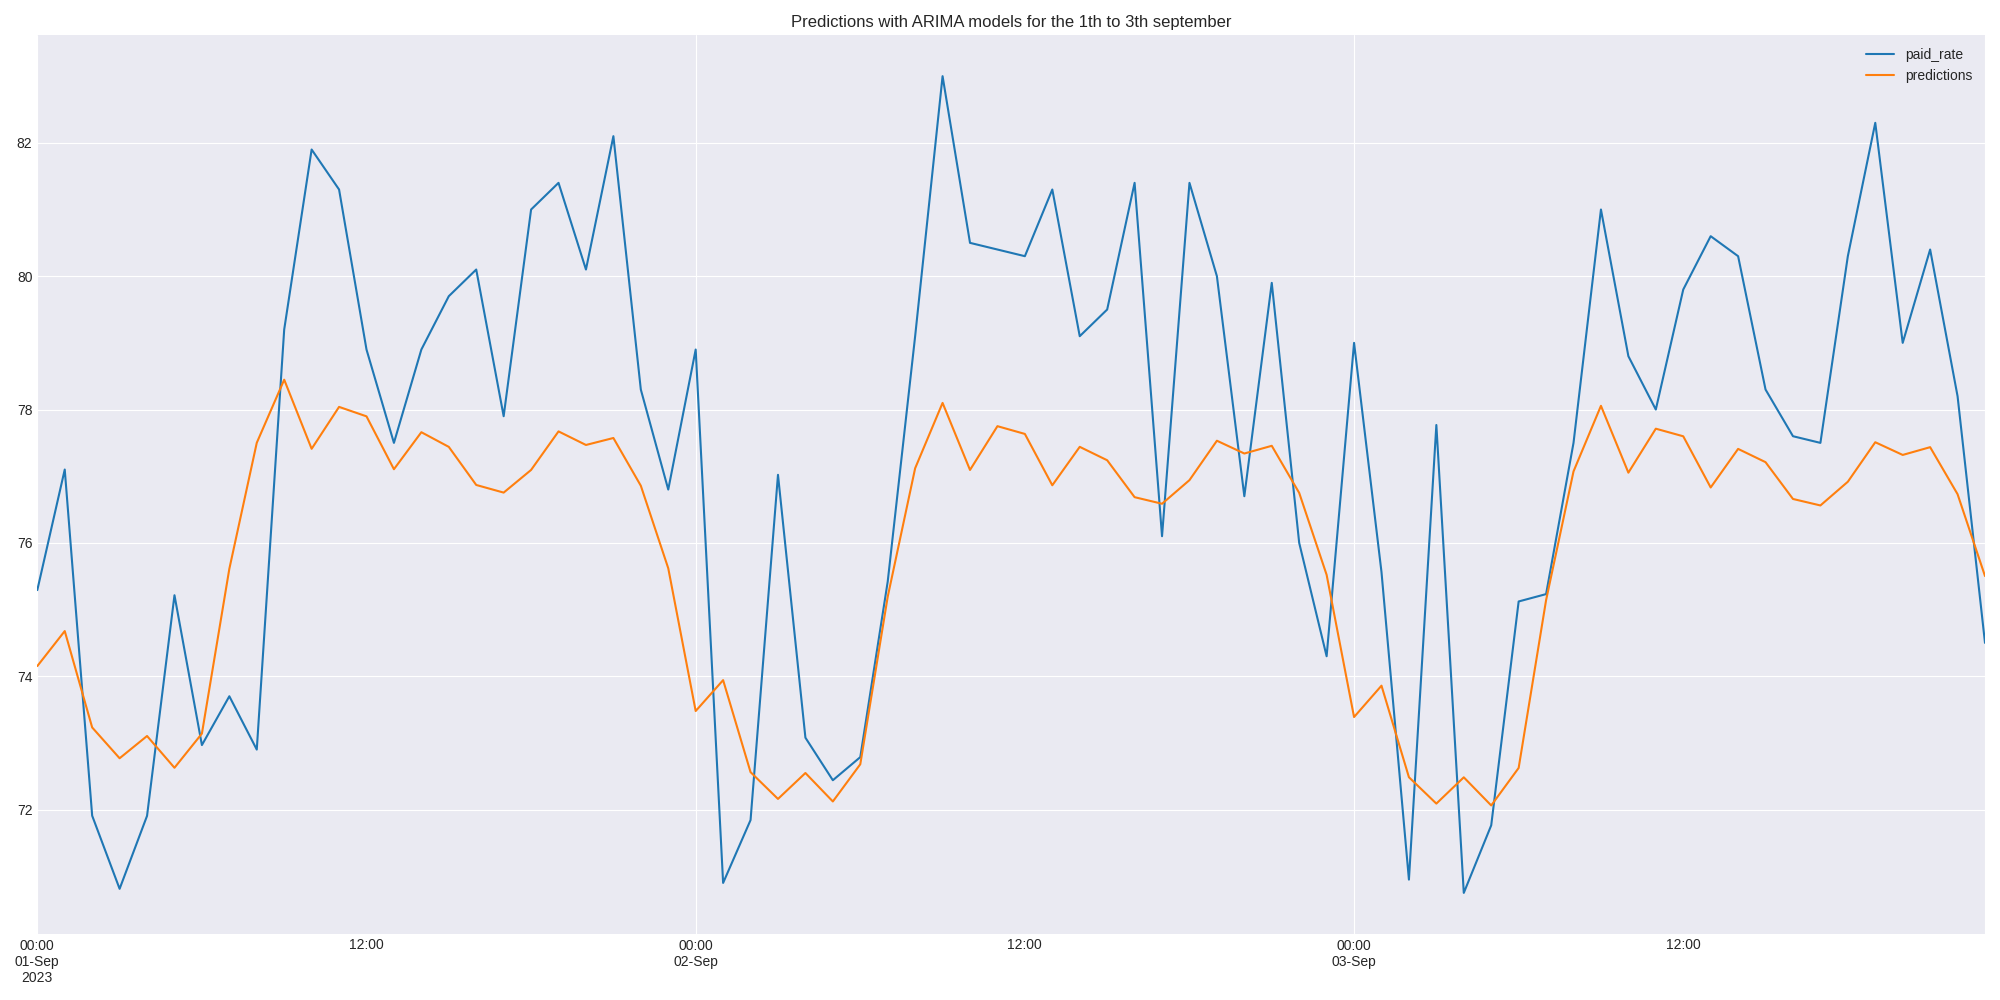 Predictions with ARIMA models for the 1th to 3th september
paid_rate
predictions
82
80
78
76
74
72
00:00
01-Sep
2023
12:00
00:00
02-Sep
12:00
00:00
03-Sep
12:00